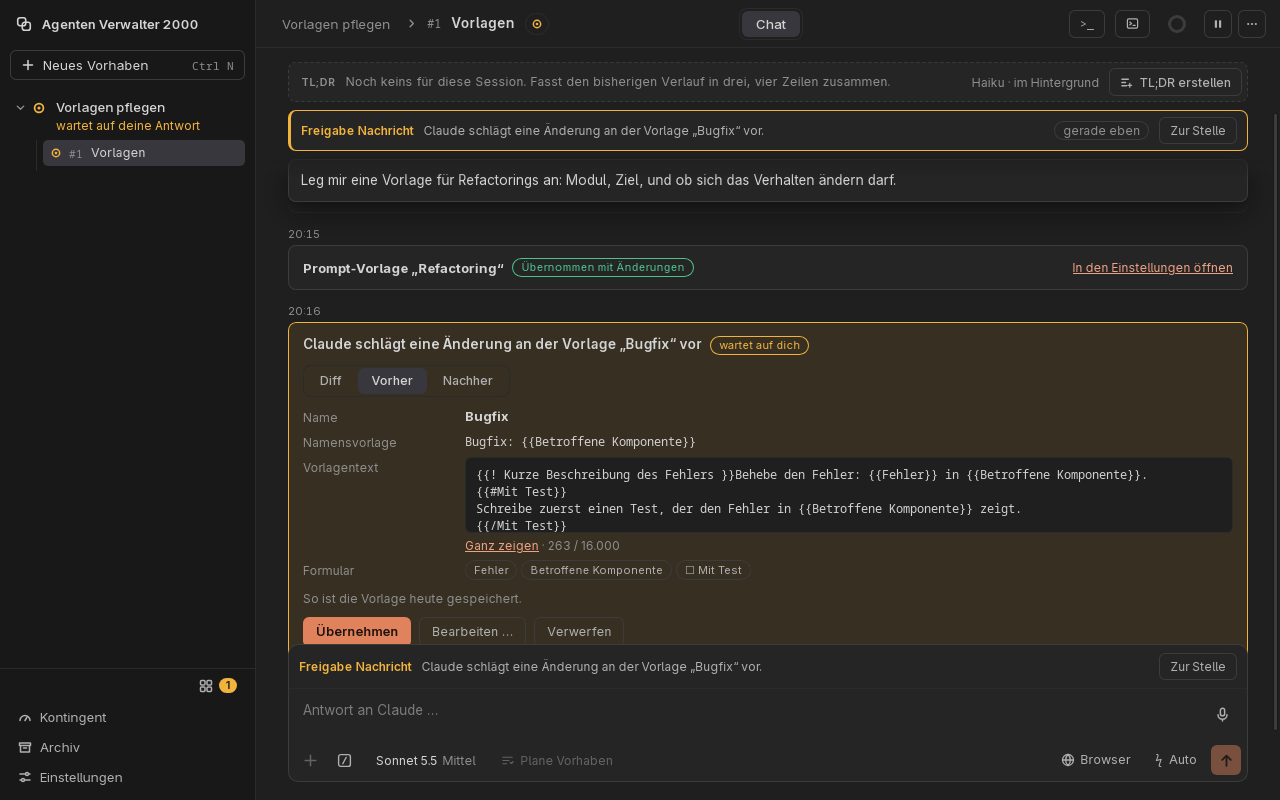 Agenten Verwalter 2000
Neues Vorhaben Ctrl N
Vorlagen pflegen
wartet auf deine Antwort
#1 Vorlagen
1
Kontingent
Archiv
Einstellungen
Vorlagen pflegen #1 Vorlagen
Chat
>_
TL;DR Noch keins für diese Session. Fasst den bisherigen Verlauf in drei, vier Zeilen zusammen. Haiku · im Hintergrund TL;DR erstellen
Freigabe Nachricht Claude schlägt eine Änderung an der Vorlage „Bugfix“ vor. gerade eben Zur Stelle
Leg mir eine Vorlage für Refactorings an: Modul, Ziel, und ob sich das Verhalten ändern darf.
20:15
Prompt-Vorlage „Refactoring“ Übernommen mit Änderungen In den Einstellungen öffnen
20:16
Claude schlägt eine Änderung an der Vorlage „Bugfix“ vor wartet auf dich
Diff Vorher Nachher
Name Bugfix
Namensvorlage Bugfix: {{Betroffene Komponente}}
Vorlagentext {{! Kurze Beschreibung des Fehlers }}Behebe den Fehler: {{Fehler}} in {{Betroffene Komponente}}.
{{#Mit Test}}
Schreibe zuerst einen Test, der den Fehler in {{Betroffene Komponente}} zeigt.
{{/Mit Test}}
Ganz zeigen · 263 / 16.000
Formular Fehler Betroffene Komponente ☐ Mit Test
So ist die Vorlage heute gespeichert.
Übernehmen Bearbeiten … Verwerfen
Freigabe Nachricht Claude schlägt eine Änderung an der Vorlage „Bugfix“ vor. Zur Stelle
Antwort an Claude …
Sonnet 5.5 Mittel Plane Vorhaben Browser Auto